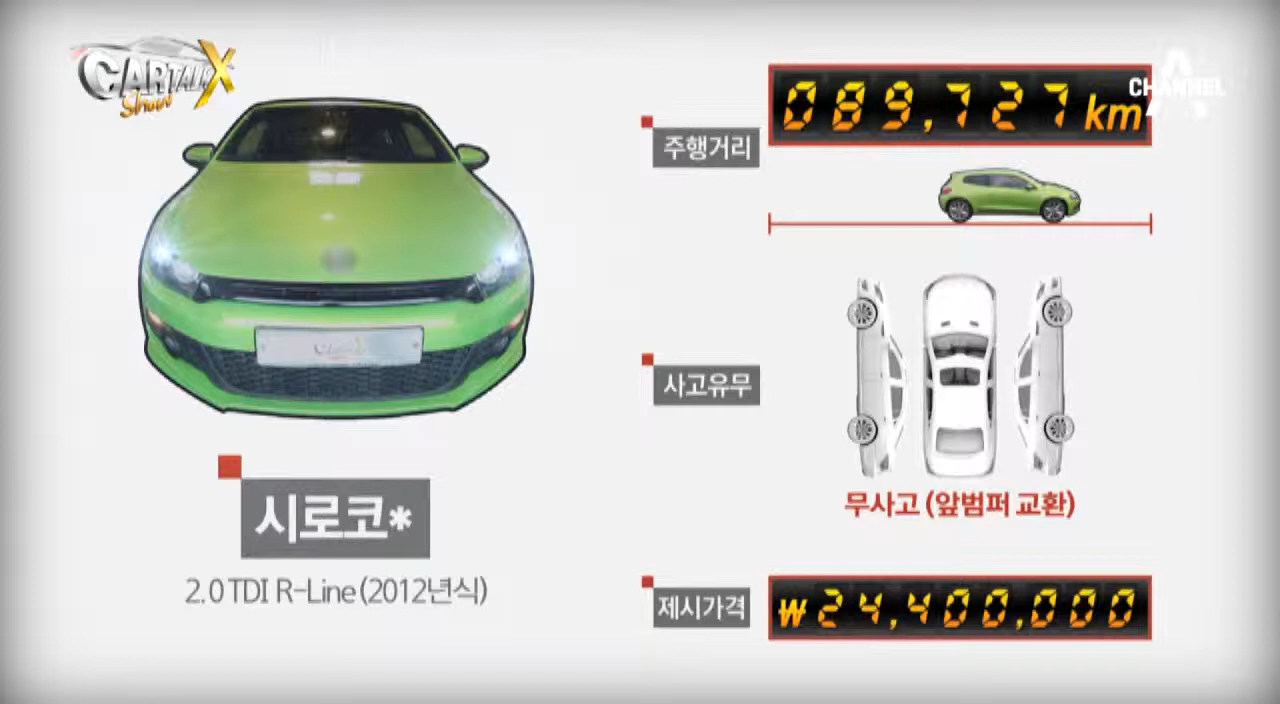 CARTALK X
Show
CHANNEL A
주행거리
089,727 km
사고유무
무사고 (앞범퍼 교환)
시로코*
2.0 TDI R-Line (2012년식)
제시가격
₩24,400,000